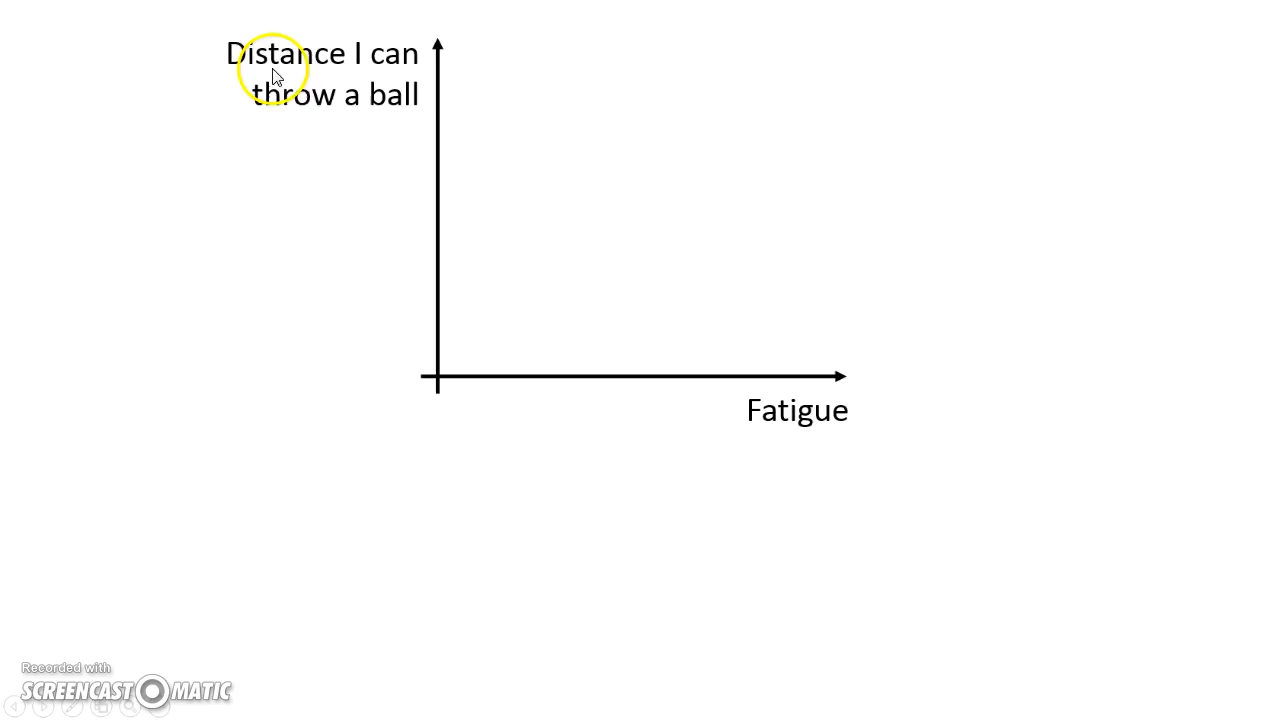 Distance I can
throw a ball
Fatigue
Recorded with
SCREENCAST MATIC